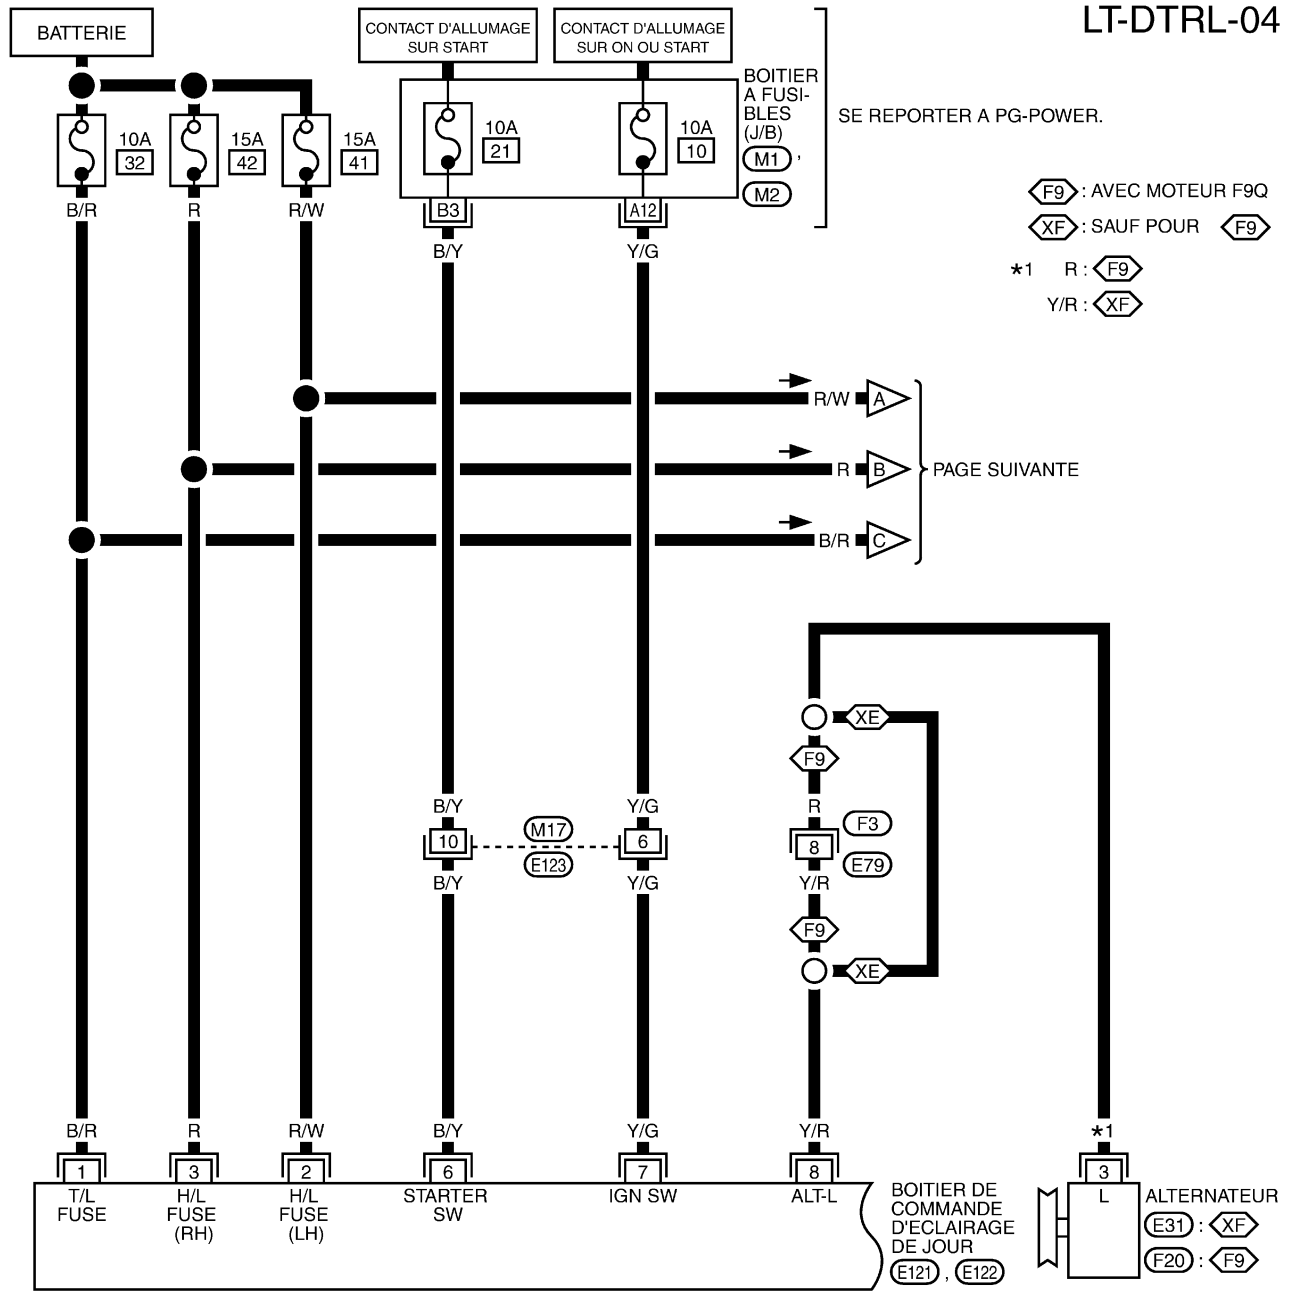 LT-DTRL-04
BATTERIE
CONTACT D'ALLUMAGE
SUR START
CONTACT D'ALLUMAGE
SUR ON OU START
10A
32
15A
42
15A
41
10A
21
10A
10
BOITIER
A FUSI-
BLES
(J/B)
M1 ,
M2
SE REPORTER A PG-POWER.
B/R
R
R/W
B3
A12
B/Y
Y/G
F9 : AVEC MOTEUR F9Q
XF : SAUF POUR F9
*1 R : F9
Y/R : XF
R/W A
R B
B/R C
PAGE SUIVANTE
XE
F9
B/Y
Y/G
R
10
M17
E123
6
8
F3
E79
B/Y
Y/G
Y/R
F9
XE
B/R
R
R/W
B/Y
Y/G
Y/R
*1
1
3
2
6
7
8
3
T/L
FUSE
H/L
FUSE
(RH)
H/L
FUSE
(LH)
STARTER
SW
IGN SW
ALT-L
BOITIER DE
COMMANDE
D'ECLAIRAGE
DE JOUR
E121 , E122
L
ALTERNATEUR
E31 : XF
F20 : F9